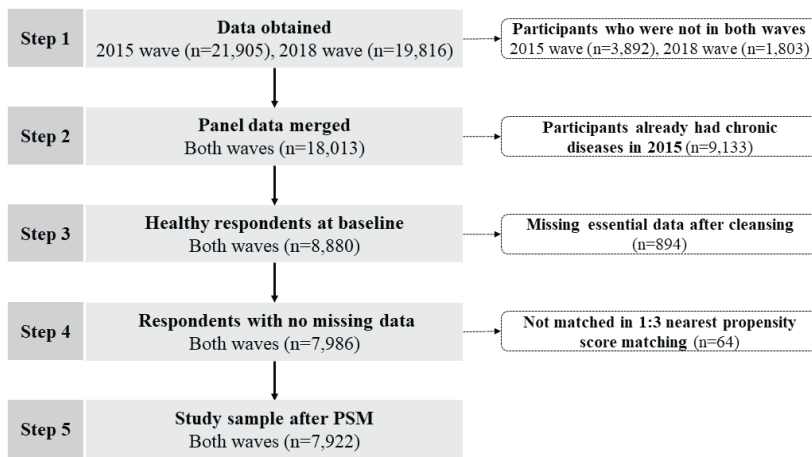 Step 1
Data obtained
2015 wave (n=21,905), 2018 wave (n=19,816)
Participants who were not in both waves
2015 wave (n=3,892), 2018 wave (n=1,803)
Step 2
Panel data merged
Both waves (n=18,013)
Participants already had chronic
diseases in 2015 (n=9,133)
Step 3
Healthy respondents at baseline
Both waves (n=8,880)
Missing essential data after cleansing
(n=894)
Step 4
Respondents with no missing data
Both waves (n=7,986)
Not matched in 1:3 nearest propensity
score matching (n=64)
Step 5
Study sample after PSM
Both waves (n=7,922)